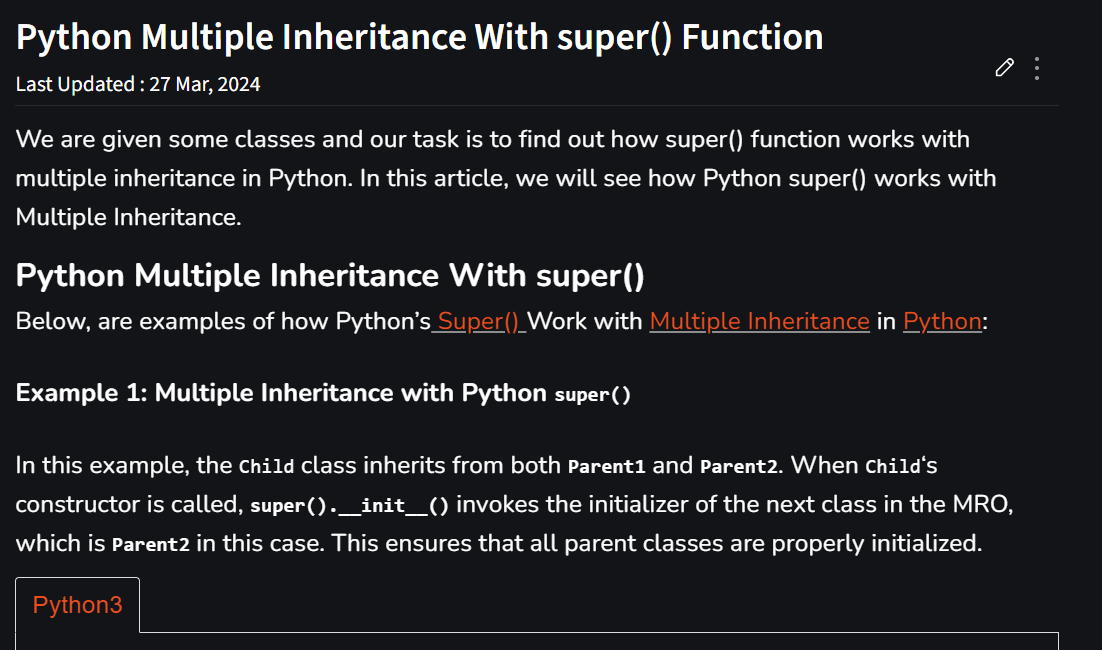 Python Multiple Inheritance With super() Function
Last Updated : 27 Mar, 2024
We are given some classes and our task is to find out how super() function works with
multiple inheritance in Python. In this article, we will see how Python super() works with
Multiple Inheritance.
Python Multiple Inheritance With super()
Below, are examples of how Python’s Super() Work with Multiple Inheritance in Python:
Example 1: Multiple Inheritance with Python super()
In this example, the Child class inherits from both Parent1 and Parent2. When Child‘s
constructor is called, super().__init__() invokes the initializer of the next class in the MRO,
which is Parent2 in this case. This ensures that all parent classes are properly initialized.
Python3